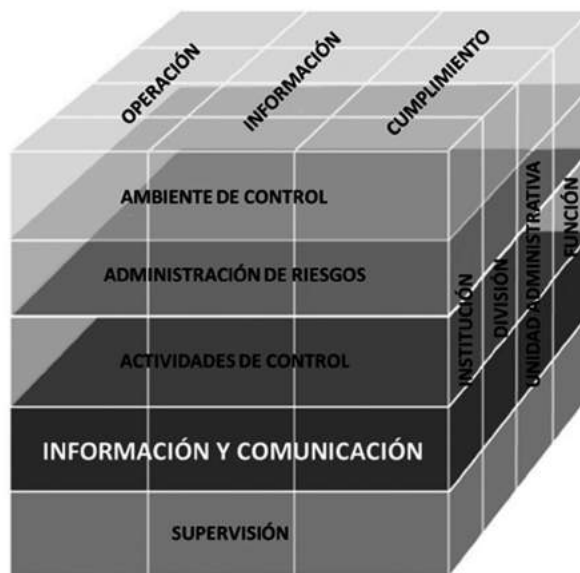 OPERACIÓN
INFORMACIÓN
CUMPLIMIENTO
AMBIENTE DE CONTROL
ADMINISTRACIÓN DE RIESGOS
ACTIVIDADES DE CONTROL
INFORMACIÓN Y COMUNICACIÓN
SUPERVISIÓN
INSTITUCIÓN
DIVISIÓN
UNIDAD ADMINISTRATIVA
FUNCIÓN